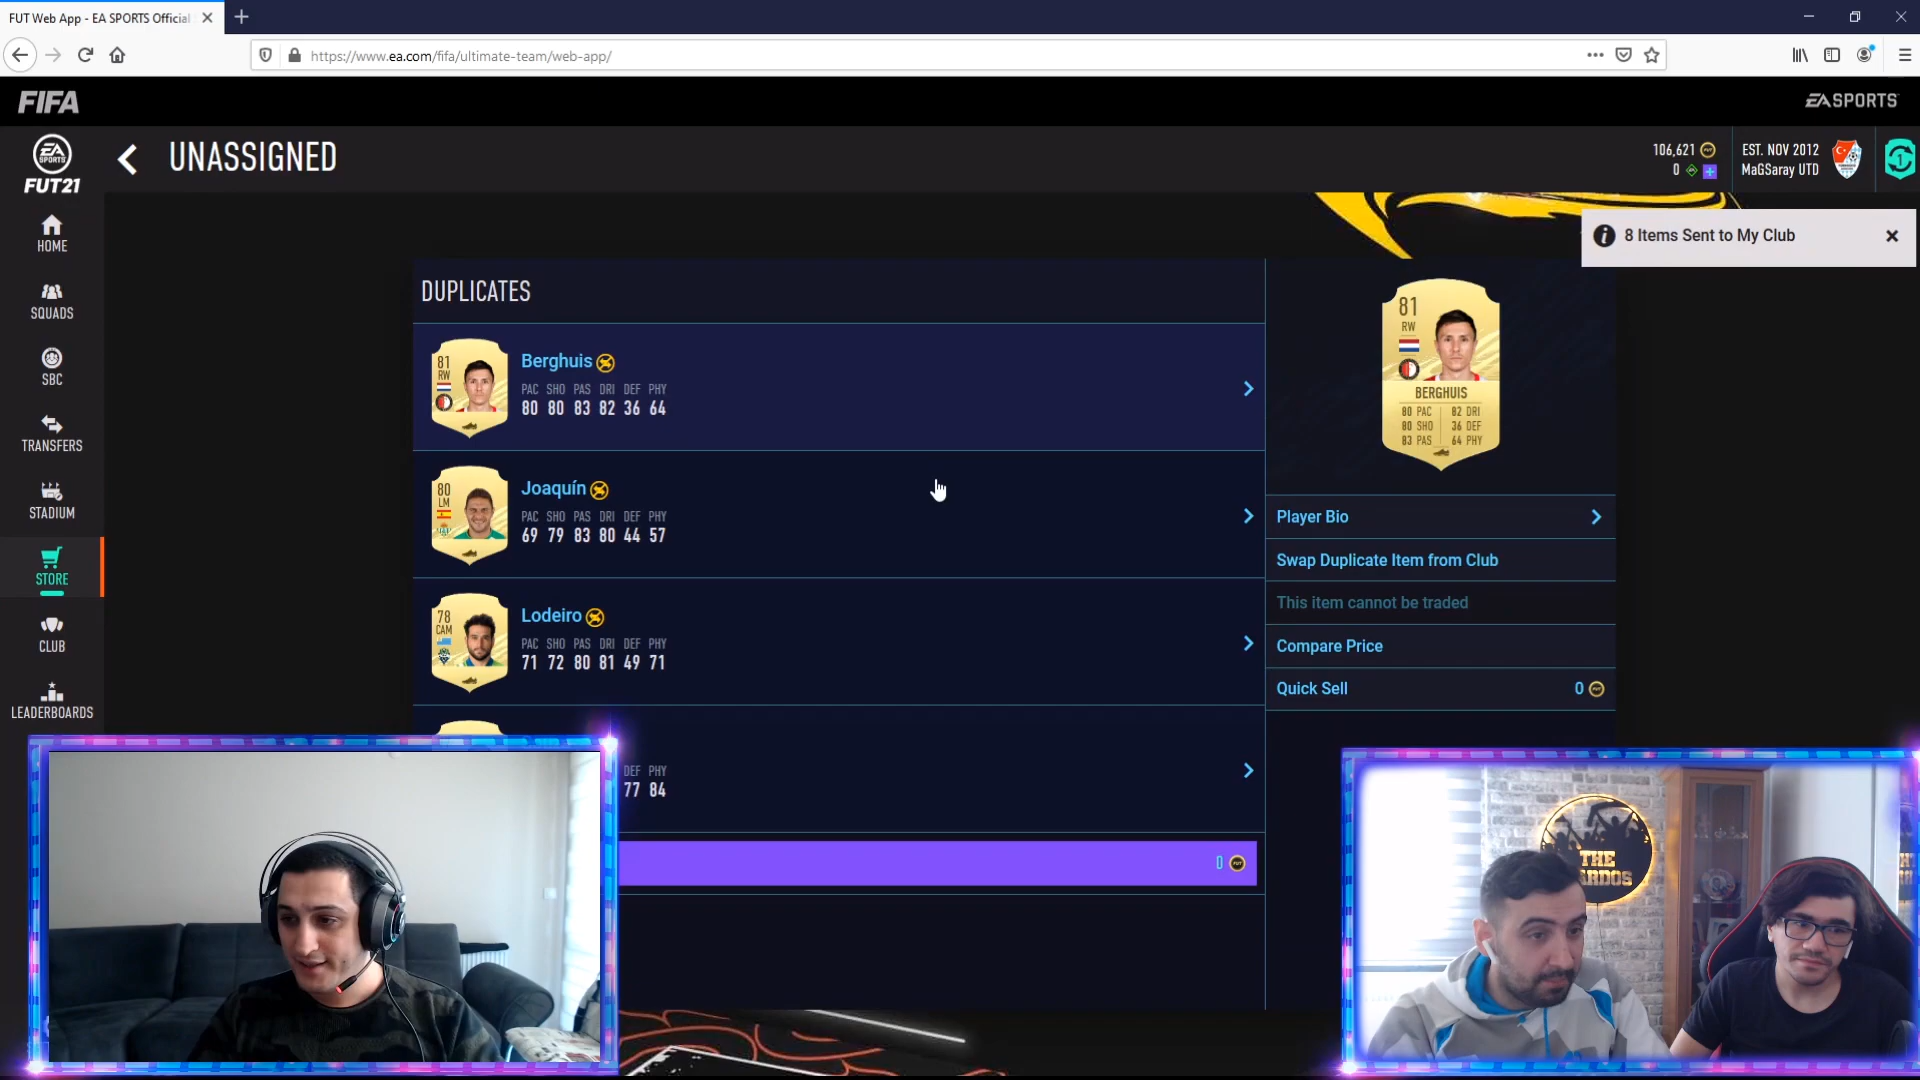 FUT Web App - EA SPORTS Official
https://www.ea.com/fifa/ultimate-team/web-app/
FIFA
EA SPORTS
EA SPORTS
FUT21
UNASSIGNED
106,621
0
EST. NOV 2012
MaGSaray UTD
1
8 Items Sent to My Club
HOME
SQUADS
SBC
TRANSFERS
STADIUM
STORE
CLUB
LEADERBOARDS
DUPLICATES
81
RW
Berghuis
PAC SHO PAS DRI DEF PHY
80 80 83 82 36 64
80
LM
Joaquín
PAC SHO PAS DRI DEF PHY
69 79 83 80 44 57
78
CAM
Lodeiro
PAC SHO PAS DRI DEF PHY
71 72 80 81 49 71
DEF PHY
77 84
0
81
RW
BERGHUIS
80 PAC 82 DRI
80 SHO 36 DEF
83 PAS 64 PHY
Player Bio
Swap Duplicate Item from Club
This item cannot be traded
Compare Price
Quick Sell 0
THE